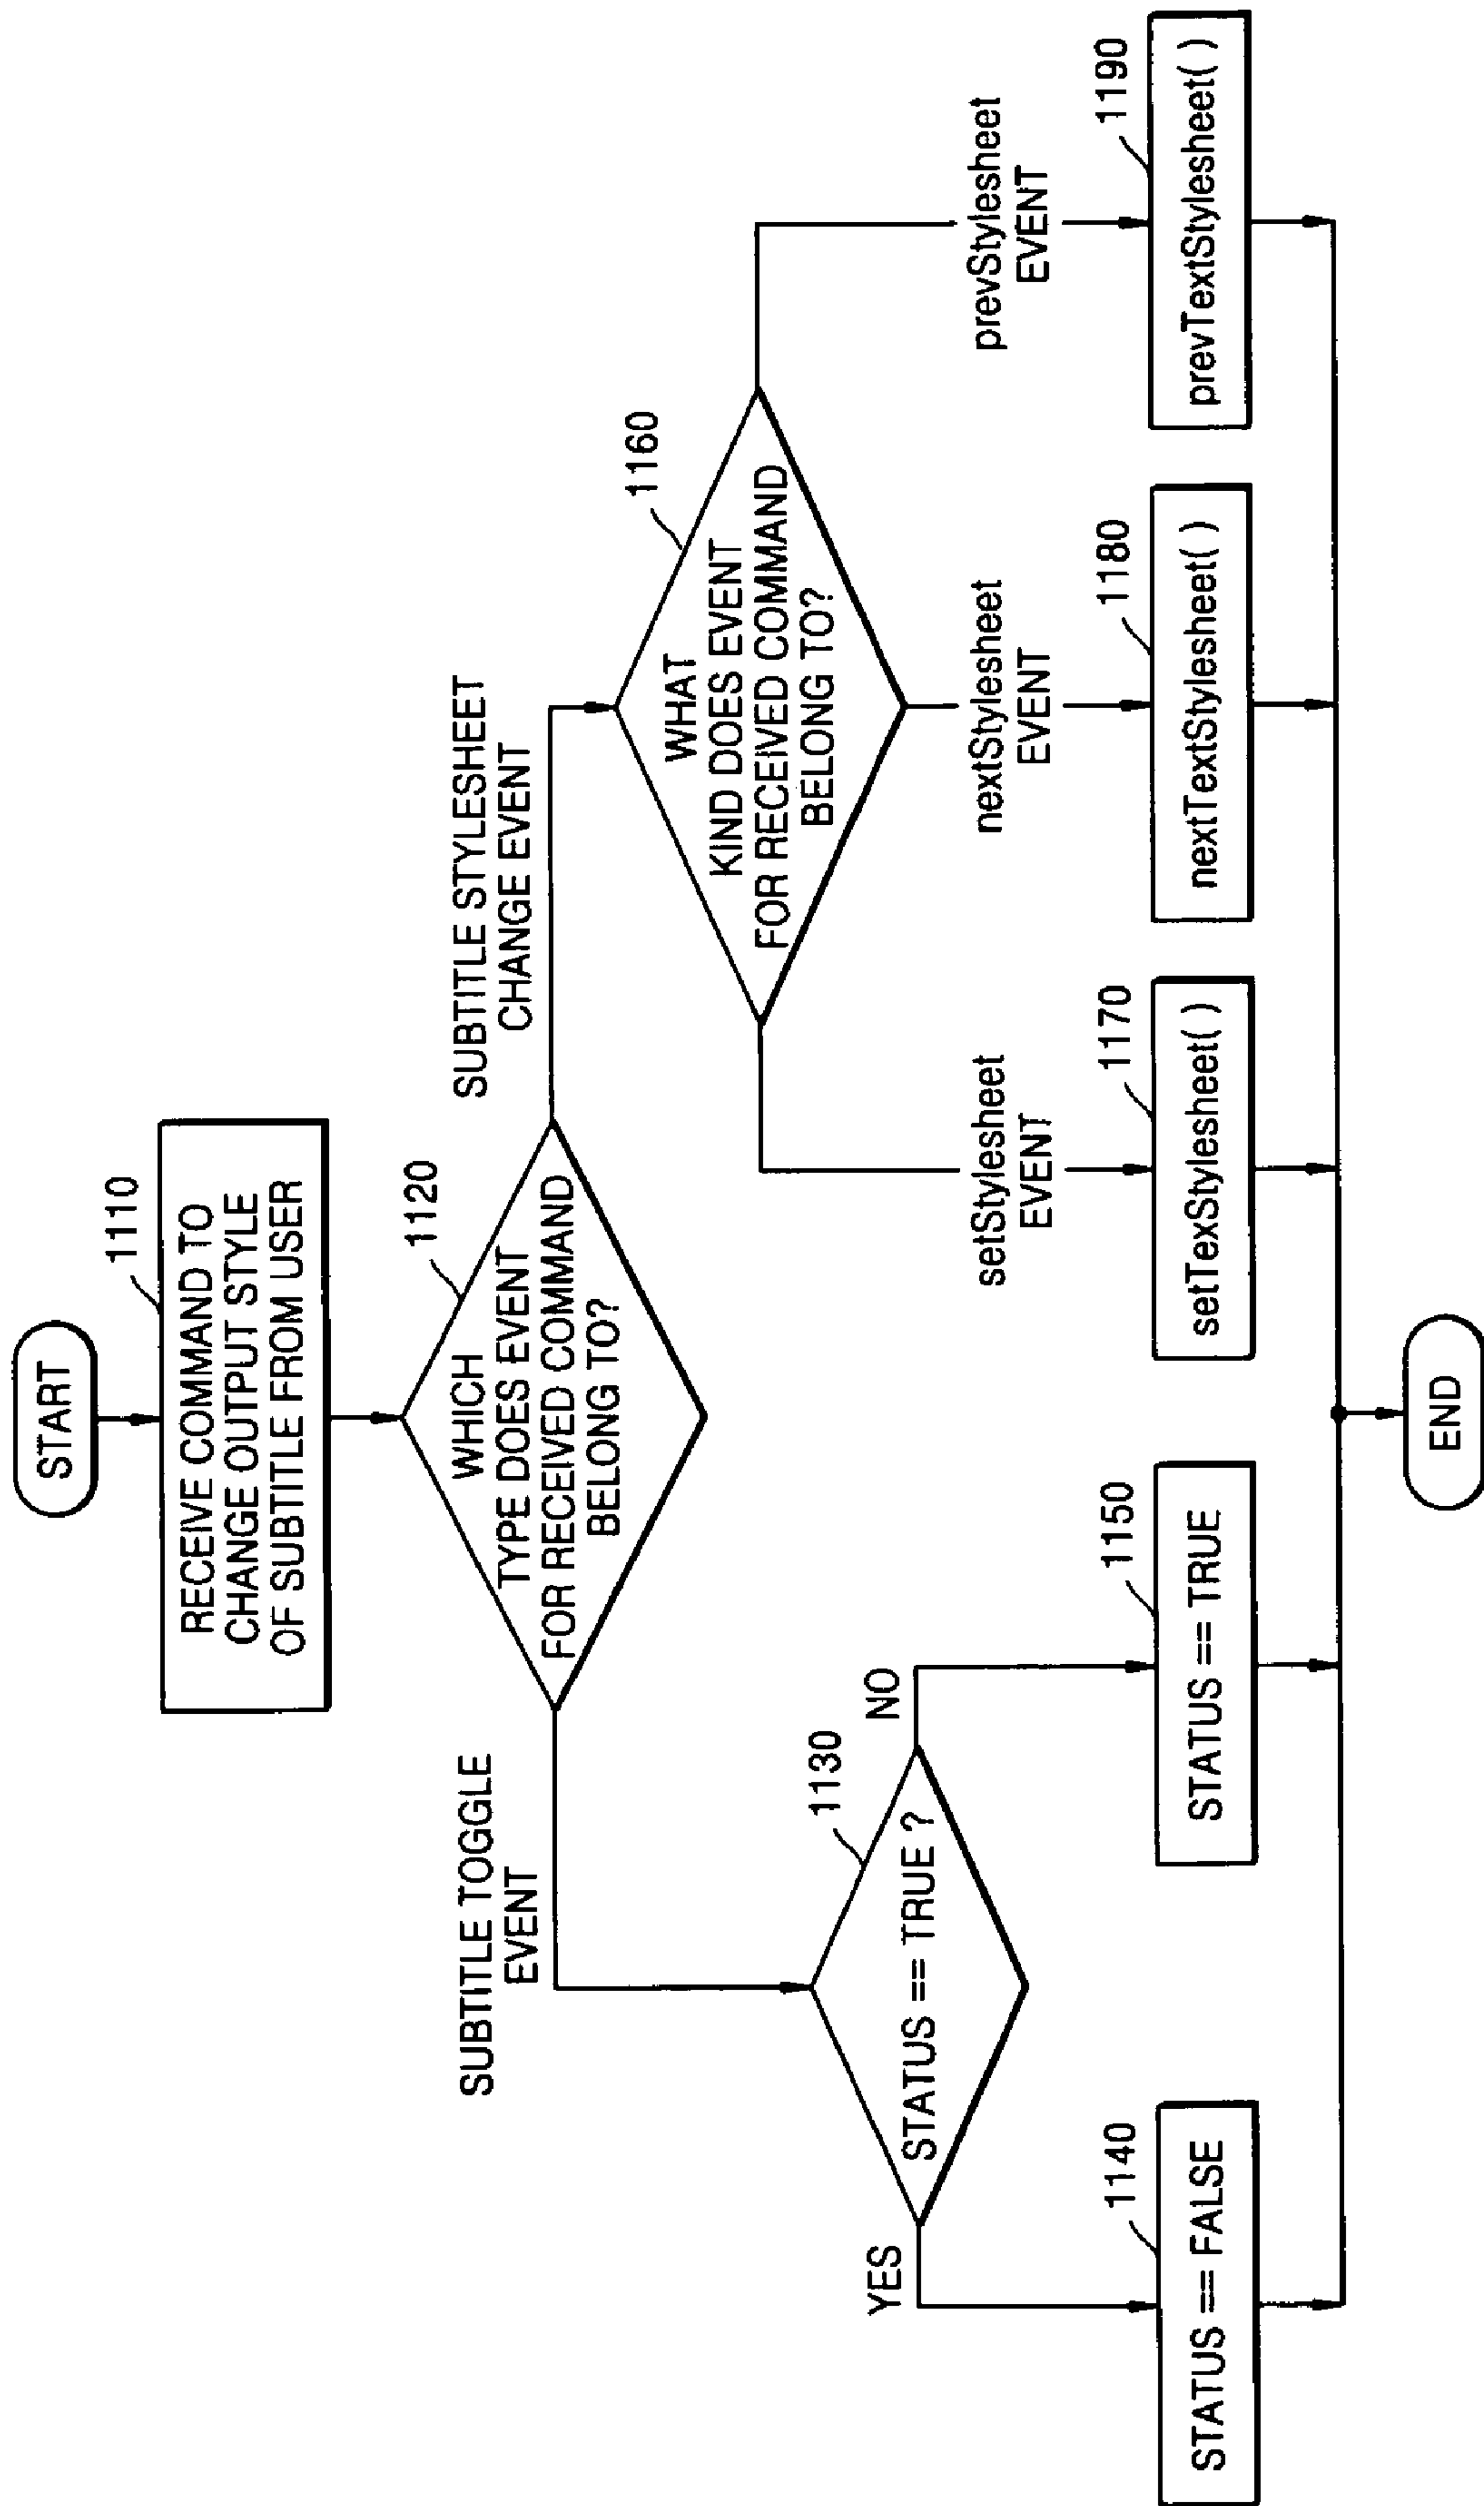 START
1110
RECEIVE COMMAND TO
CHANGE OUTPUT STYLE
OF SUBTITLE FROM USER
1120
WHICH
TYPE DOES EVENT
FOR RECEIVED COMMAND
BELONG TO?
SUBTITLE TOGGLE
EVENT
SUBTITLE STYLESHEET
CHANGE EVENT
1130
STATUS == TRUE ?
YES
NO
1140
STATUS == FALSE
1150
STATUS == TRUE
1160
WHAT
KIND DOES EVENT
FOR RECEIVED COMMAND
BELONG TO?
setStylesheet
EVENT
nextStylesheet
EVENT
prevStylesheet
EVENT
1170
setTexStylesheet( )
1180
nextTextStylesheet( )
1190
prevTextStylesheet( )
END